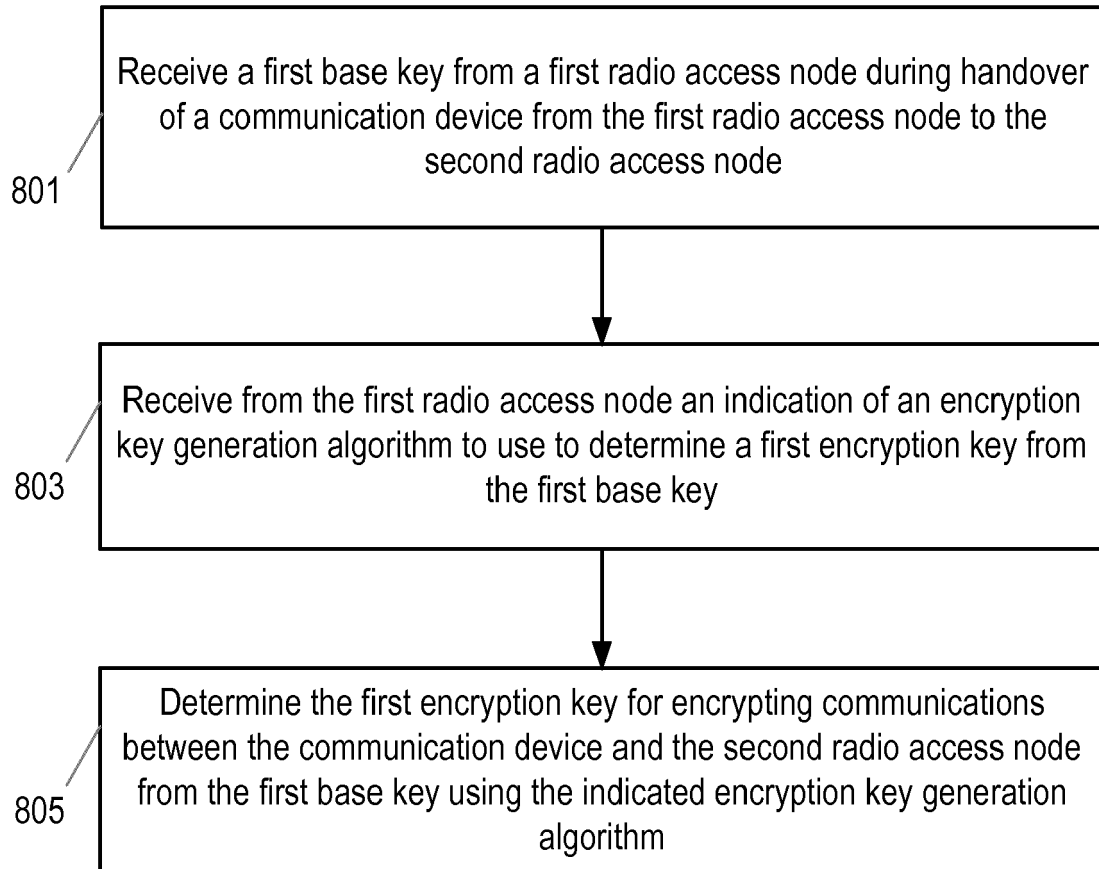 Receive a first base key from a first radio access node during handover
of a communication device from the first radio access node to the
second radio access node
801
Receive from the first radio access node an indication of an encryption
key generation algorithm to use to determine a first encryption key from
the first base key
803
Determine the first encryption key for encrypting communications
between the communication device and the second radio access node
from the first base key using the indicated encryption key generation
algorithm
805